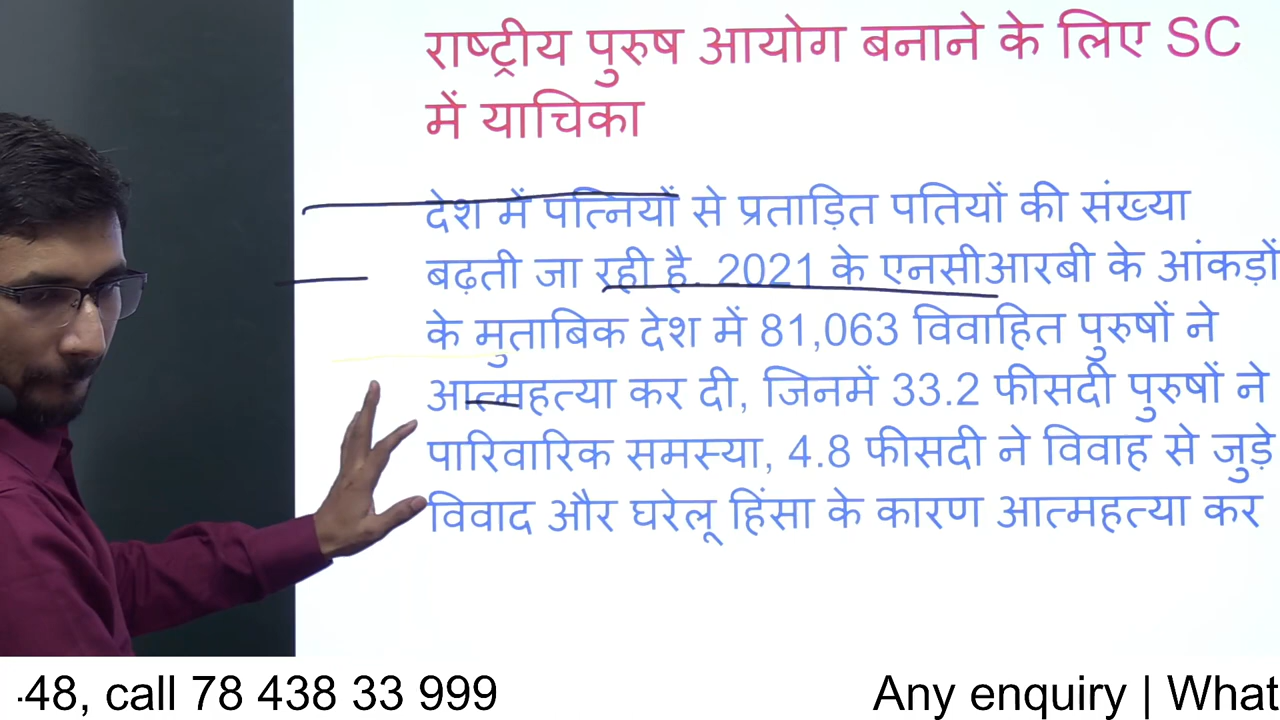 राष्ट्रीय पुरुष आयोग बनाने के लिए SC
में याचिका
देश में पत्नियों से प्रताड़ित पतियों की संख्या
बढ़ती जा रही है. 2021 के एनसीआरबी के आंकड़ों
के मुताबिक देश में 81,063 विवाहित पुरुषों ने
आत्महत्या कर दी, जिनमें 33.2 फीसदी पुरुषों ने
पारिवारिक समस्या, 4.8 फीसदी ने विवाह से जुड़े
विवाद और घरेलू हिंसा के कारण आत्महत्या कर
48, call 78 438 33 999 Any enquiry | What